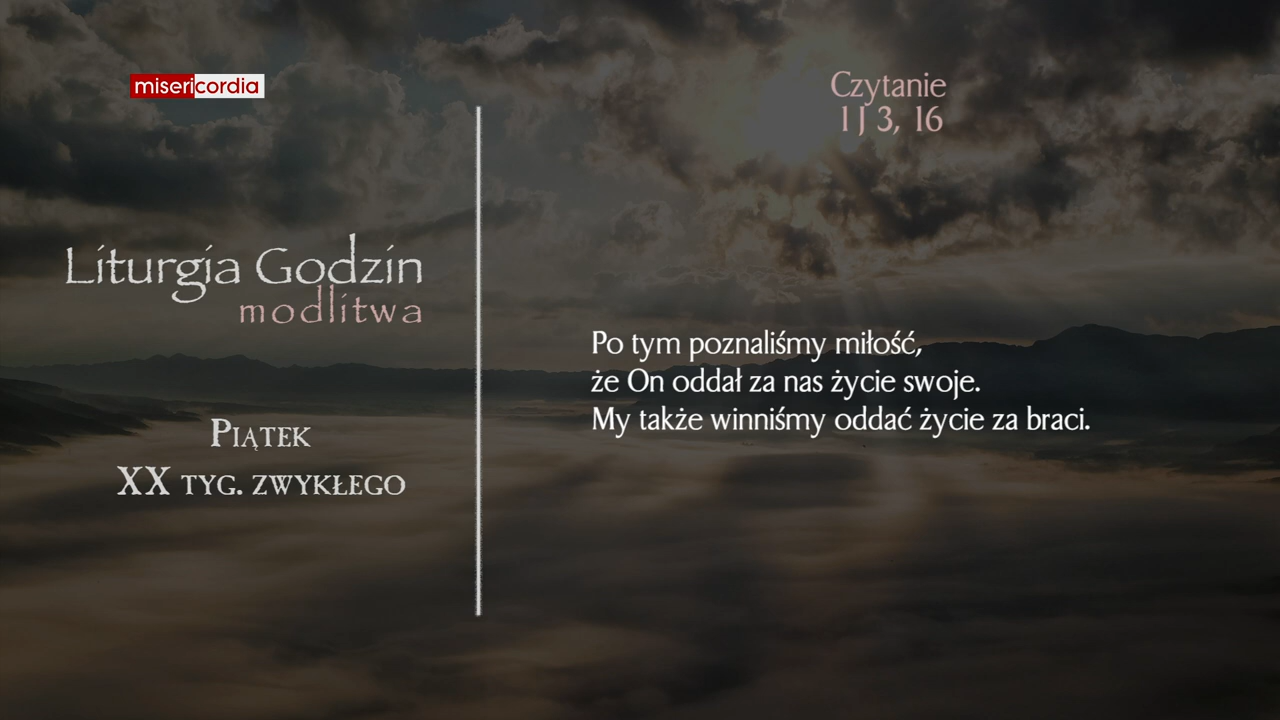 misericordia
Liturgia Godzin
modlitwa
Piątek
XX tyg. zwykłego
Czytanie
1 J 3, 16
Po tym poznaliśmy miłość,
że On oddał za nas życie swoje.
My także winniśmy oddać życie za braci.